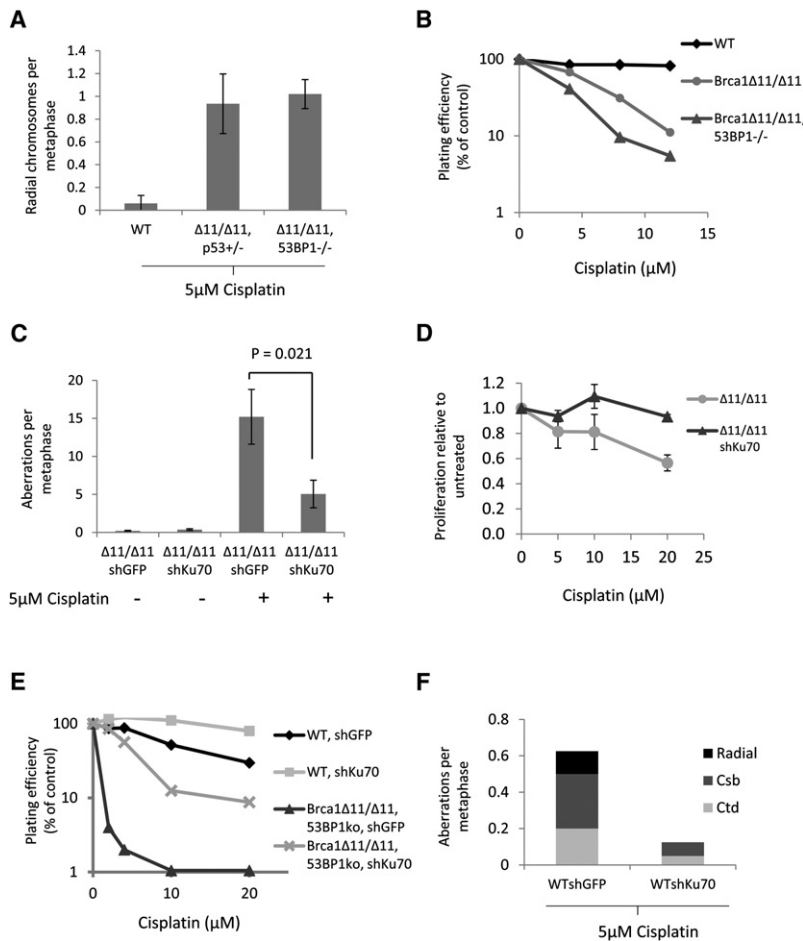 A
Radial chromosomes per
metaphase
1.4
1.2
1
0.8
0.6
0.4
0.2
0
WT
Δ11/Δ11,
p53+/-
Δ11/Δ11,
53BP1-/-
5μM Cisplatin
B
Plating efficiency
(% of control)
100
10
1
0
5
10
15
Cisplatin (μM)
WT
Brca1Δ11/Δ11
Brca1Δ11/Δ11,
53BP1-/-
C
Aberrations per
metaphase
20
15
10
5
0
P = 0.021
Δ11/Δ11
shGFP
Δ11/Δ11
shKu70
Δ11/Δ11
shGFP
Δ11/Δ11
shKu70
5μM Cisplatin - - + +
D
Proliferation relative to
untreated
1.2
1.0
0.8
0.6
0.4
0.2
0.0
0
5
10
15
20
25
Cisplatin (μM)
Δ11/Δ11
Δ11/Δ11
shKu70
E
Plating efficiency
(% of control)
100
10
1
0
10
20
Cisplatin (μM)
WT, shGFP
WT, shKu70
Brca1Δ11/Δ11,
53BP1ko, shGFP
Brca1Δ11/Δ11,
53BP1ko, shKu70
F
Aberrations per
metaphase
0.8
0.6
0.4
0.2
0
Radial
Csb
Ctd
WTshGFP
WTshKu70
5μM Cisplatin